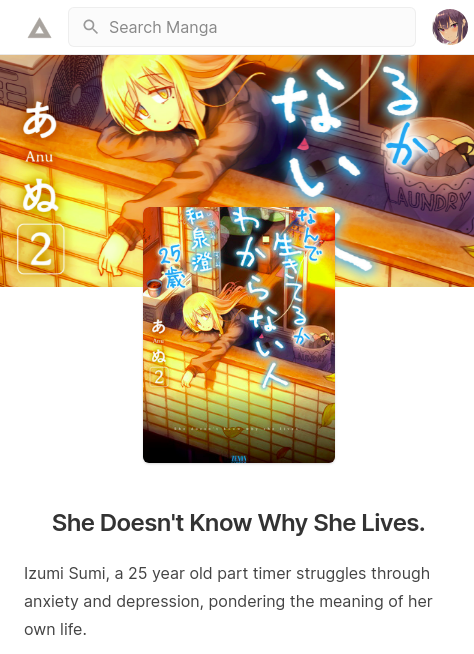 Search Manga
るか
ない人
あ
Anu
ぬ
2
LAUNDRY
なんで
生きてるか
わからない人
和泉澄
25歳
あ
Anu
ぬ
2
She Doesn't Know Why She Lives.
Izumi Sumi, a 25 year old part timer struggles through
anxiety and depression, pondering the meaning of her
own life.